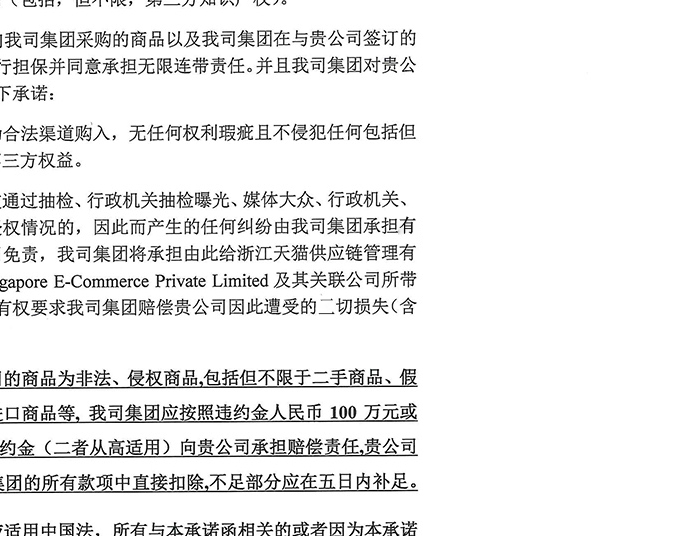 （包括，但不限，第三方知识产权）。
我司集团采购的商品以及我司集团在与贵公司签订的
行担保并同意承担无限连带责任。并且我司集团对贵公
下承诺：
合法渠道购入，无任何权利瑕疵且不侵犯任何包括但
三方权益。
通过抽检、行政机关抽检曝光、媒体大众、行政机关、
权情况的，因此而产生的任何纠纷由我司集团承担有
免责，我司集团将承担由此给浙江天猫供应链管理有
gapore E-Commerce Private Limited 及其关联公司所带
有权要求我司集团赔偿贵公司因此遭受的一切损失（含
的商品为非法、侵权商品,包括但不限于二手商品、假
进口商品等, 我司集团应按照违约金人民币 100 万元或
约金（二者从高适用）向贵公司承担赔偿责任,贵公司
集团的所有款项中直接扣除,不足部分应在五日内补足。
适用中国法，所有与本承诺函相关的或者因为本承诺